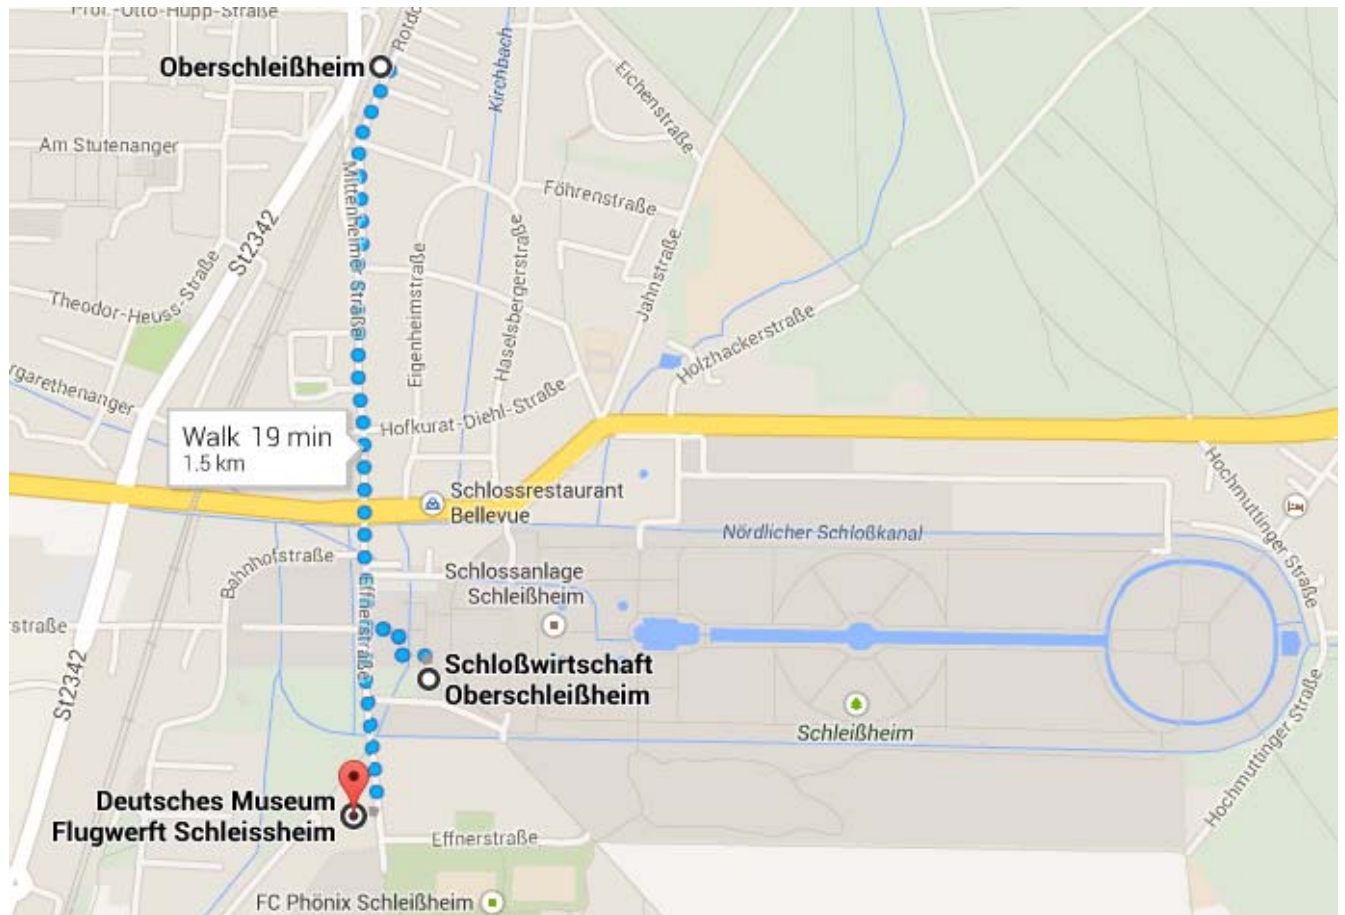 Prof.-Otto-Hupp-Straße
Oberschleißheim
Kirchbach
Eichenstraße
Am Stutenanger
Mittenheimer Straße
Föhrenstraße
St2342
Theodor-Heuss-Straße
Eigenheimstraße
Haselsbergerstraße
Jahnstraße
Holzhackerstraße
rgarethenanger
Hofkurat-Diehl-Straße
Walk 19 min
1.5 km
Schlossrestaurant
Bellevue
Nördlicher Schloßkanal
Hochmuttinger Straße
Bahnhofstraße
Schlossanlage
Schleißheim
Effnerstraße
rstraße
Schloßwirtschaft
Oberschleißheim
St2342
Schleißheim
Hochmuttinger Straße
Deutsches Museum
Flugwerft Schleissheim
Effnerstraße
FC Phönix Schleißheim